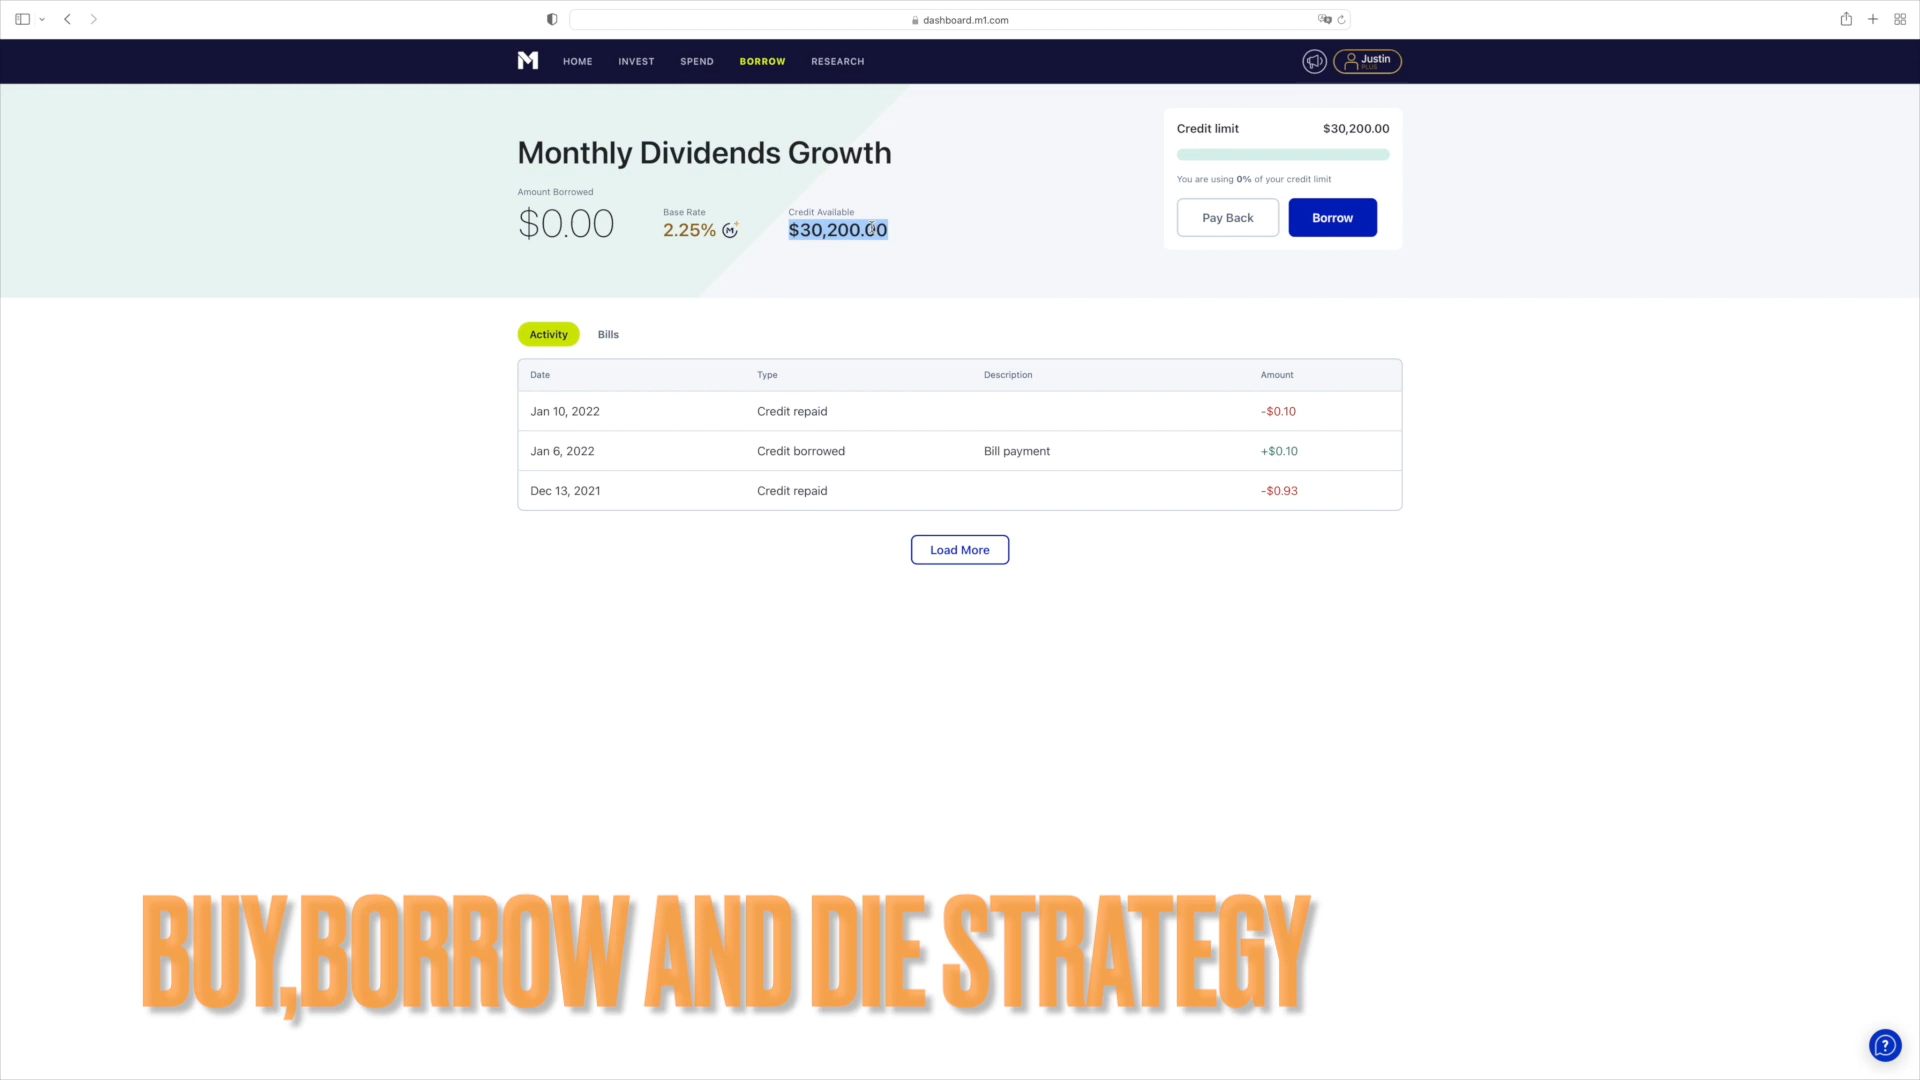 dashboard.m1.com
M HOME INVEST SPEND BORROW RESEARCH
Justin
PLUS
Monthly Dividends Growth
Amount Borrowed
$0.00
Base Rate
2.25%
Credit Available
$30,200.00
Credit limit $30,200.00
You are using 0% of your credit limit
Pay Back Borrow
Activity Bills
Date Type Description Amount
Jan 10, 2022 Credit repaid -$0.10
Jan 6, 2022 Credit borrowed Bill payment +$0.10
Dec 13, 2021 Credit repaid -$0.93
Load More
BUY,BORROW AND DIE STRATEGY